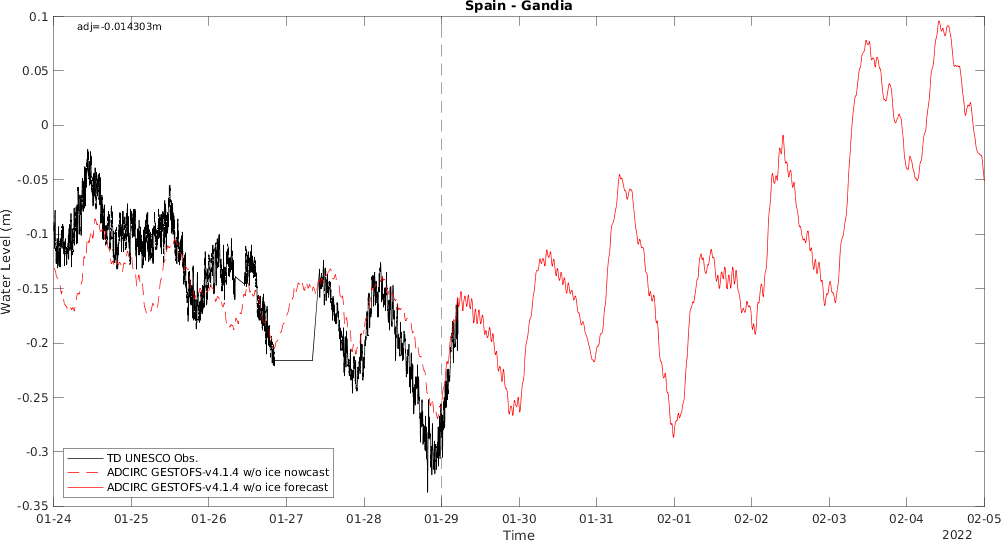 Spain - Gandia
adj=-0.014303m
0.1
0.05
0
-0.05
-0.1
-0.15
-0.2
-0.25
-0.3
-0.35
Water Level (m)
TD UNESCO Obs.
ADCIRC GESTOFS-v4.1.4 w/o ice nowcast
ADCIRC GESTOFS-v4.1.4 w/o ice forecast
01-24 01-25 01-26 01-27 01-28 01-29 01-30 01-31 02-01 02-02 02-03 02-04 02-05
Time
2022